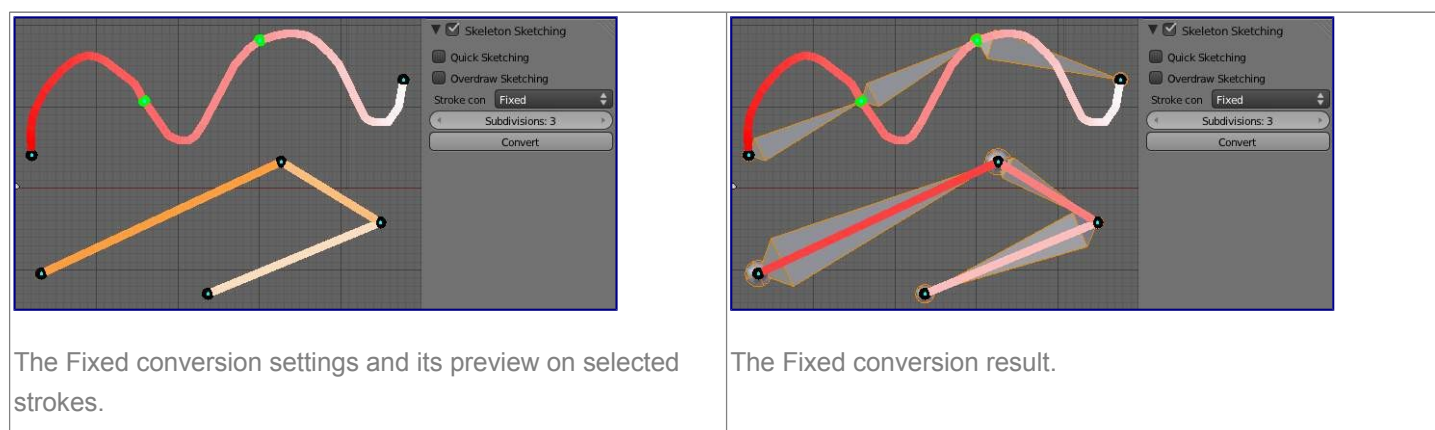 Skeleton Sketching
Quick Sketching
Overdraw Sketching
Stroke con Fixed
Subdivisions: 3
Convert
The Fixed conversion settings and its preview on selected
strokes.
Skeleton Sketching
Quick Sketching
Overdraw Sketching
Stroke con Fixed
Subdivisions: 3
Convert
The Fixed conversion result.